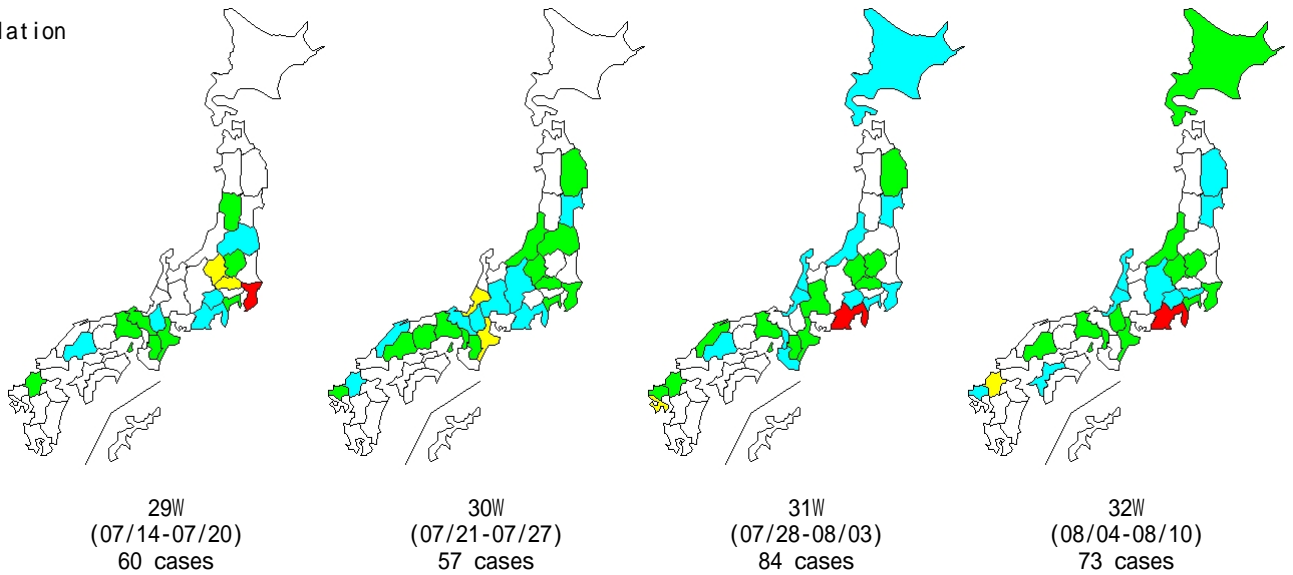 lation
29W
(07/14-07/20)
60 cases
30W
(07/21-07/27)
57 cases
31W
(07/28-08/03)
84 cases
32W
(08/04-08/10)
73 cases